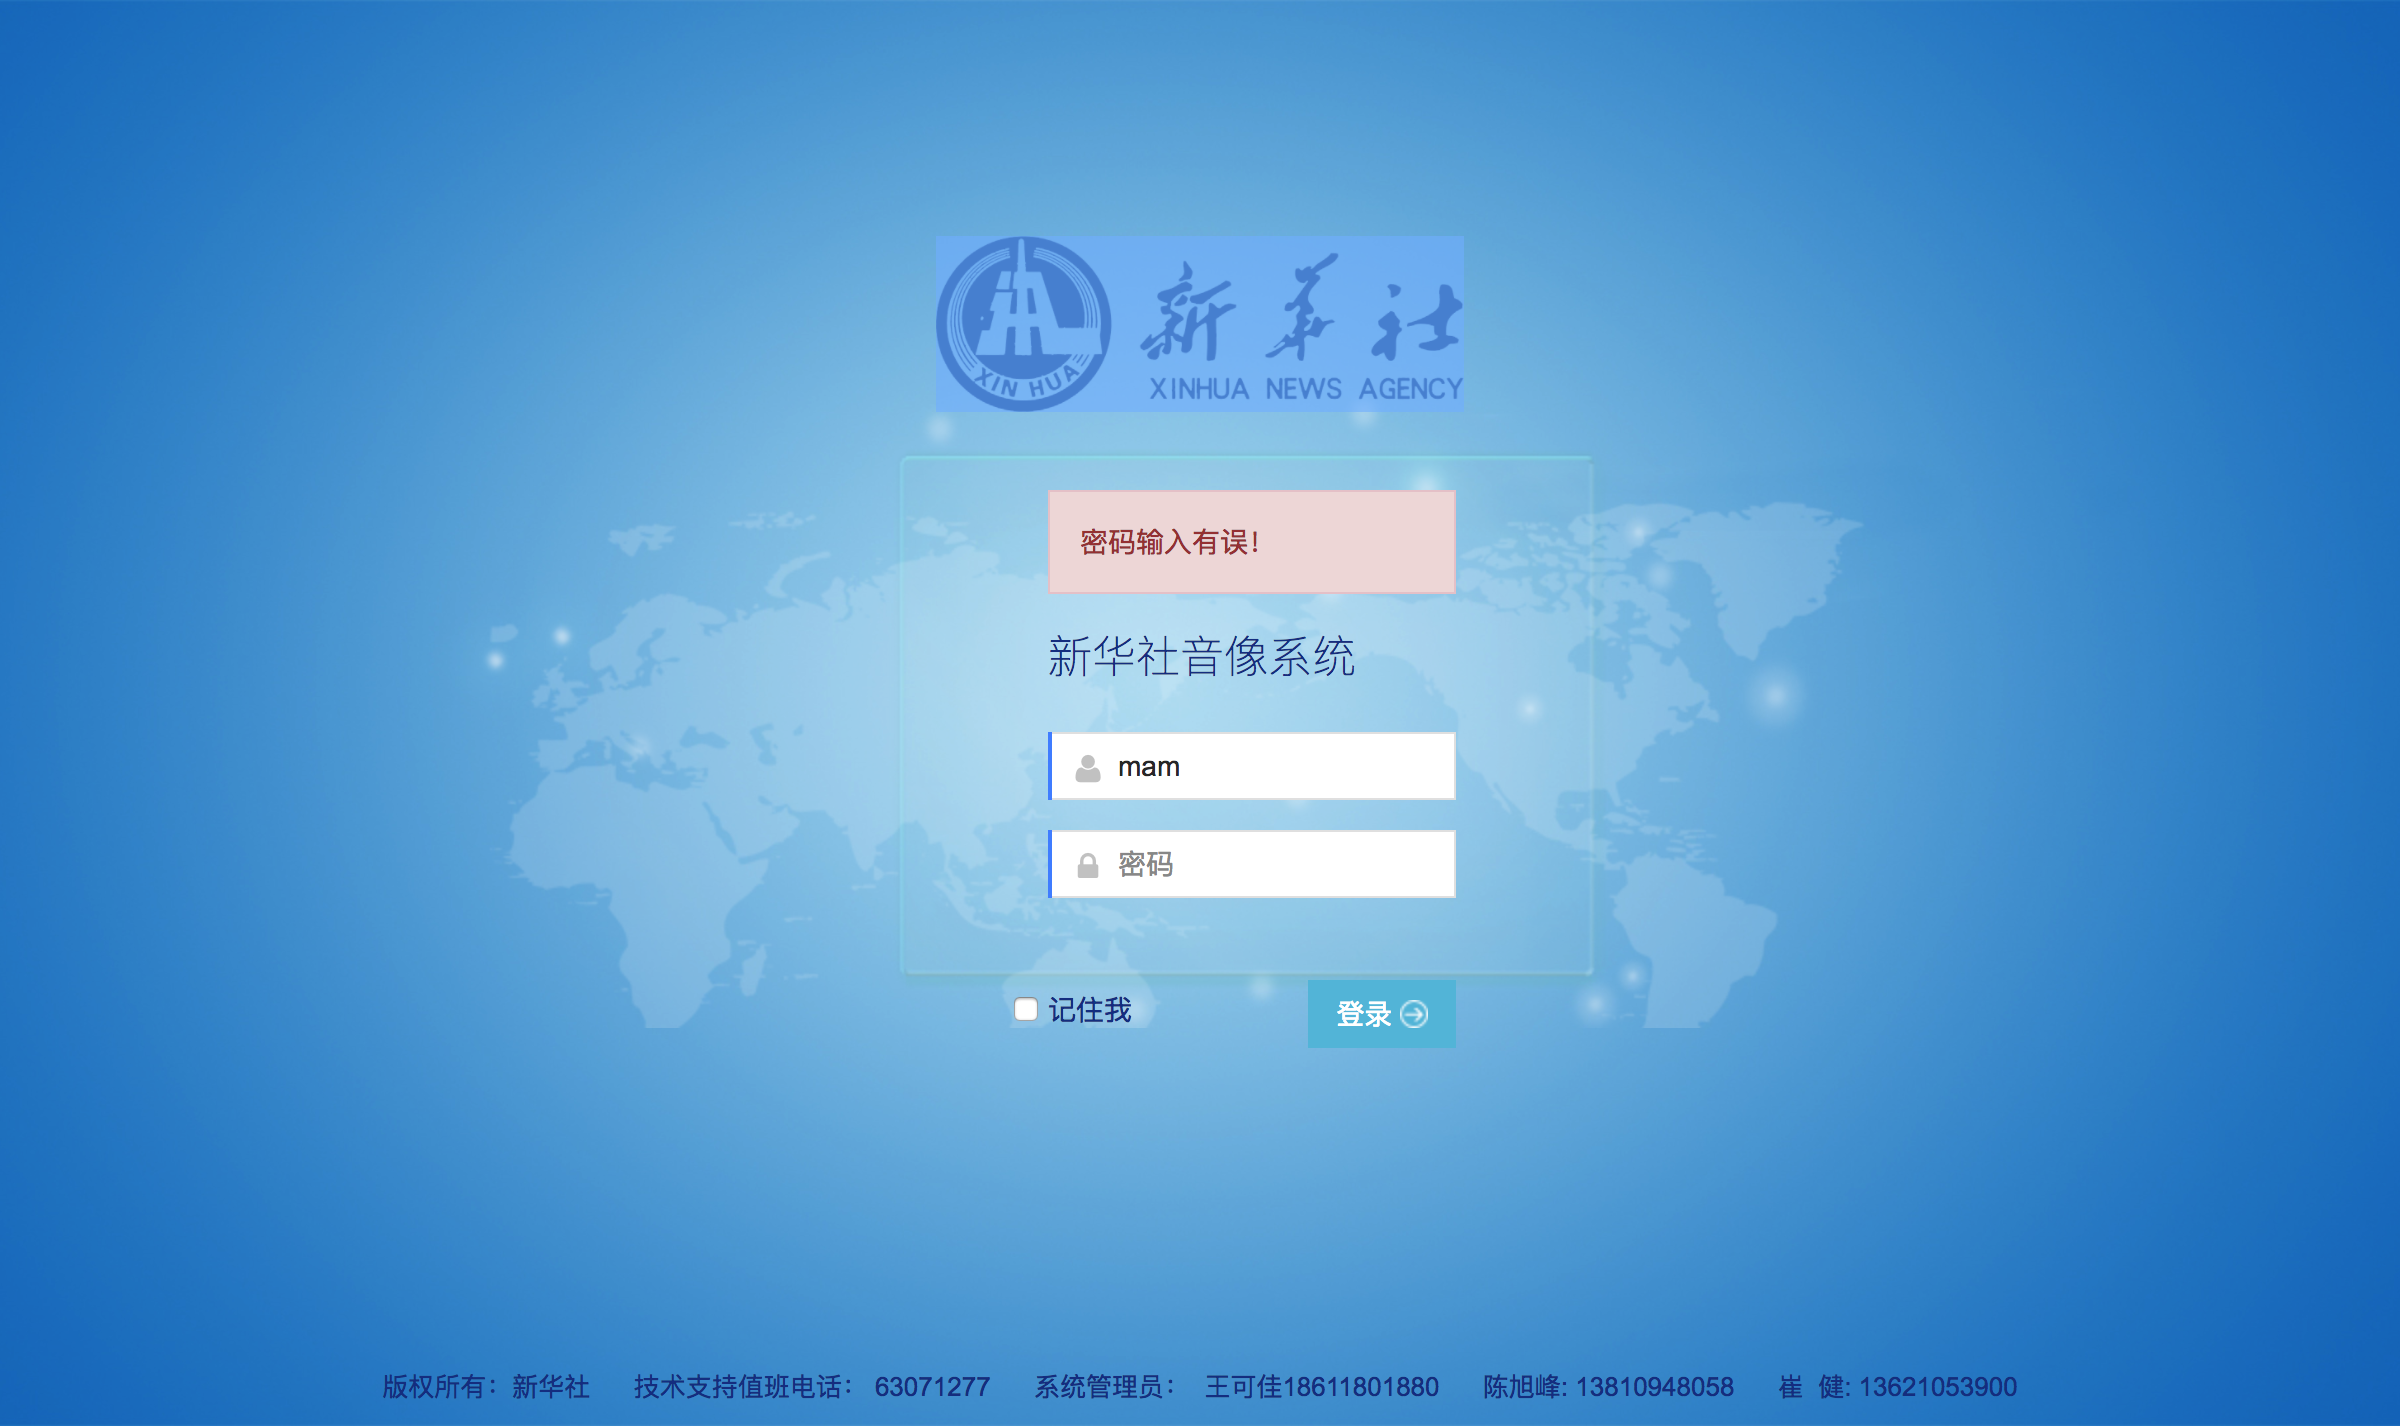 新华社
XINHUA NEWS AGENCY
XIN HUA
密码输入有误！
新华社音像系统
mam
密码
记住我
登录
版权所有：新华社 技术支持值班电话： 63071277 系统管理员： 王可佳18611801880 陈旭峰: 13810948058 崔 健: 13621053900